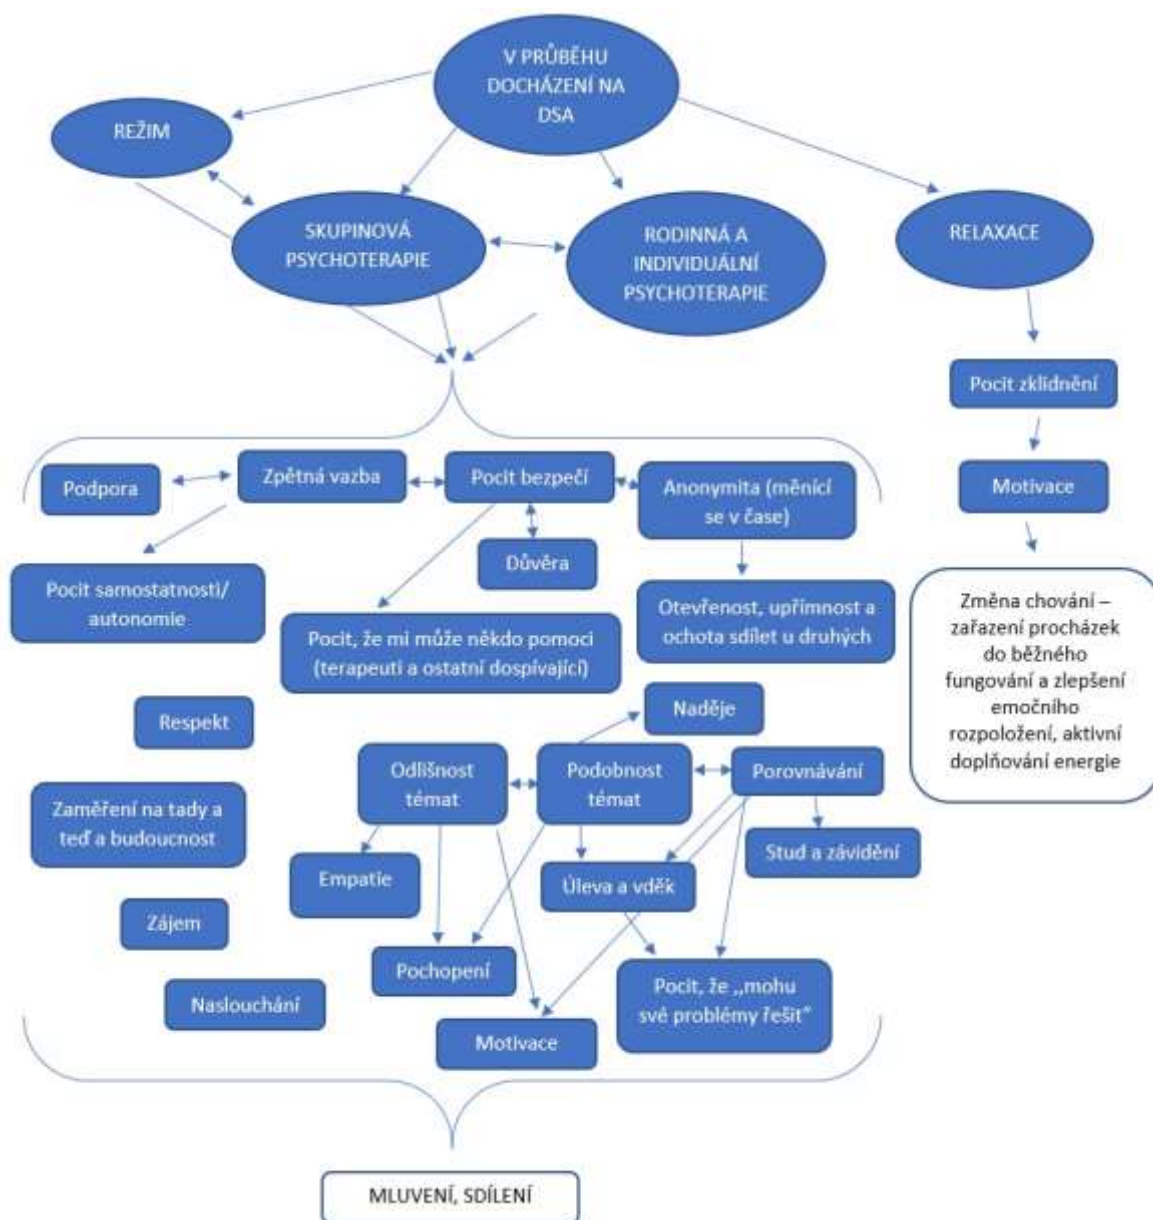 V PRŮBĚHU
DOCHÁZENÍ NA
DSA
REŽIM
SKUPINOVÁ
PSYCHOTERAPIE
RODINNÁ A
INDIVIDUÁLNÍ
PSYCHOTERAPIE
RELAXACE
Pocit zklidnění
Motivace
Změna chování –
zařazení procházek
do běžného
fungování a zlepšení
emočního
rozpoložení, aktivní
doplňování energie
Podpora
Zpětná vazba
Pocit bezpečí
Anonymita (měnící
se v čase)
Důvěra
Pocit samostatnosti/
autonomie
Pocit, že mi může někdo pomoci
(terapeuti a ostatní dospívající)
Otevřenost, upřímnost a
ochota sdílet u druhých
Respekt
Naděje
Odlišnost
témat
Podobnost
témat
Porovnávání
Zaměření na tady a
teď a budoucnost
Empatie
Úleva a vděk
Stud a závidění
Zájem
Pochopení
Naslouchání
Motivace
Pocit, že ,,mohu
své problémy řešit“
MLUVENÍ, SDÍLENÍ